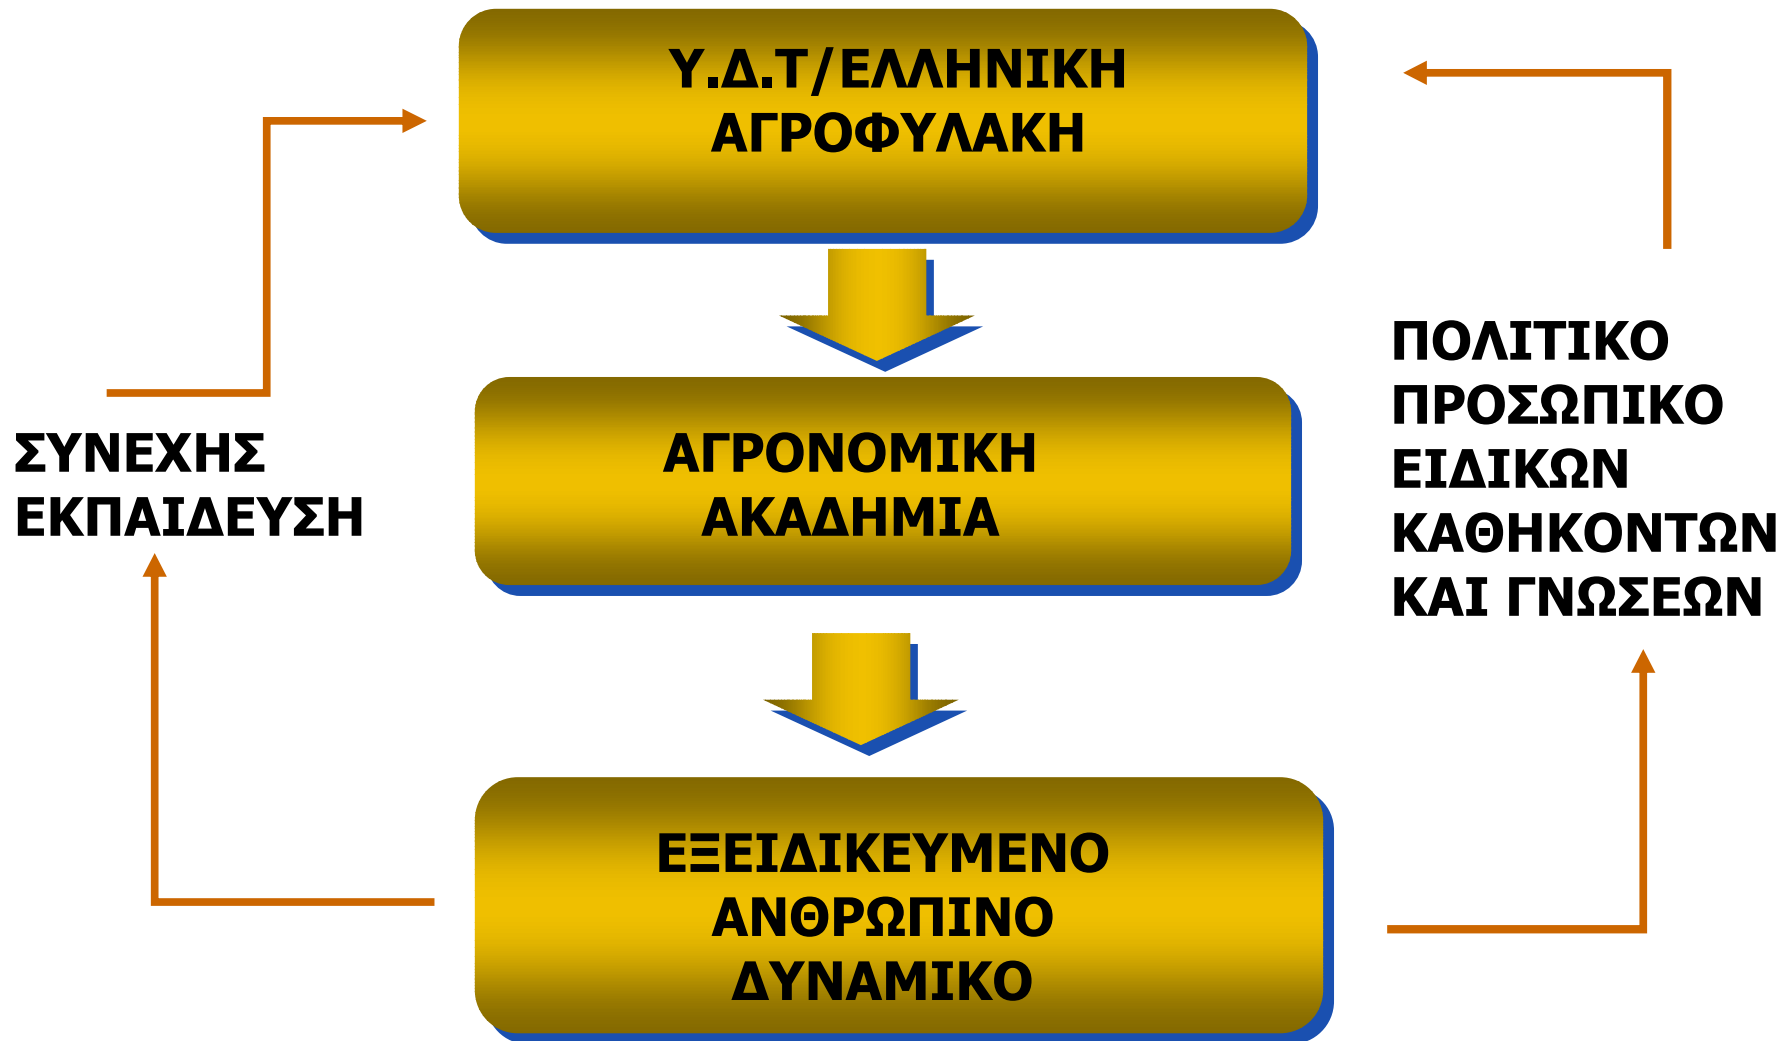 Υ.Δ.Τ/ΕΛΛΗΝΙΚΗ
ΑΓΡΟΦΥΛΑΚΗ
ΣΥΝΕΧΗΣ
ΕΚΠΑΙΔΕΥΣΗ
ΑΓΡΟΝΟΜΙΚΗ
ΑΚΑΔΗΜΙΑ
ΠΟΛΙΤΙΚΟ
ΠΡΟΣΩΠΙΚΟ
ΕΙΔΙΚΩΝ
ΚΑΘΗΚΟΝΤΩΝ
ΚΑΙ ΓΝΩΣΕΩΝ
ΕΞΕΙΔΙΚΕΥΜΕΝΟ
ΑΝΘΡΩΠΙΝΟ
ΔΥΝΑΜΙΚΟ